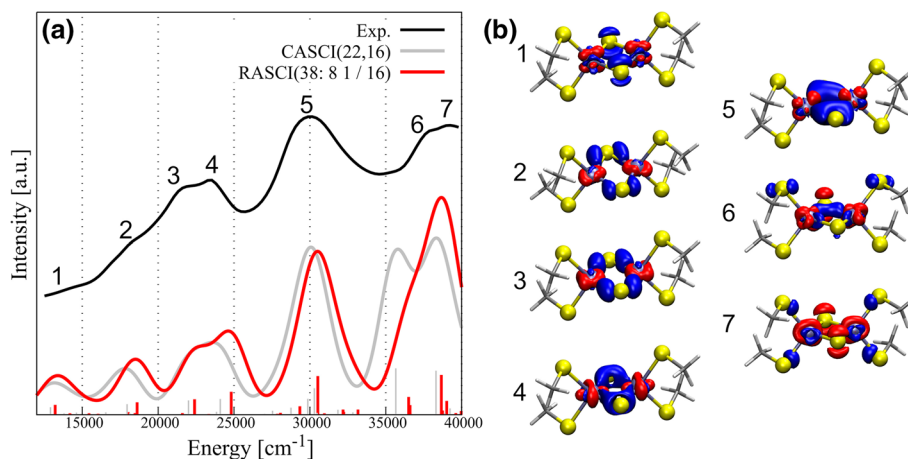 (a)
Exp.
CASCI(22,16)
RASCI(38: 8 1 / 16)
1
2
3
4
5
6
7
Intensity [a.u.]
15000 20000 25000 30000 35000 40000
Energy [cm-1]
(b)
1
2
3
4
5
6
7